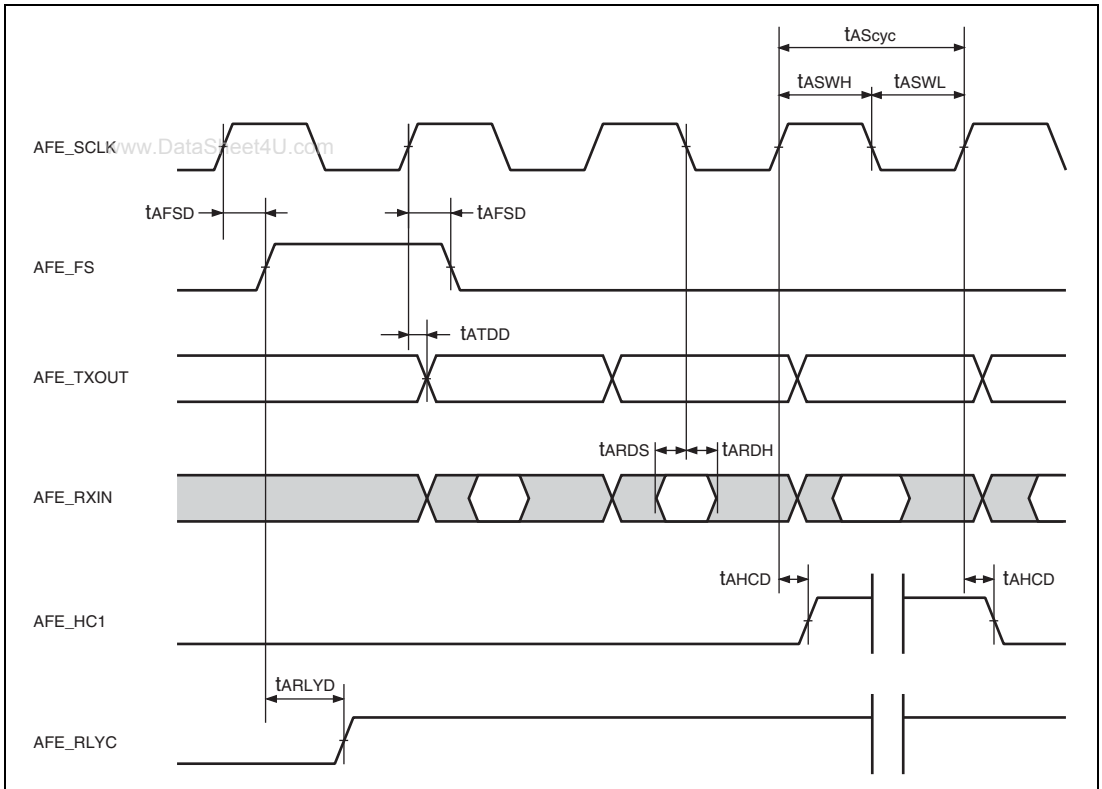 tAScyc
tASWH tASWL
AFE_SCLK
www.DataSheet4U.com
tAFSD tAFSD
AFE_FS
tATDD
AFE_TXOUT
tARDS tARDH
AFE_RXIN
tAHCD tAHCD
AFE_HC1
tARLYD
AFE_RLYC